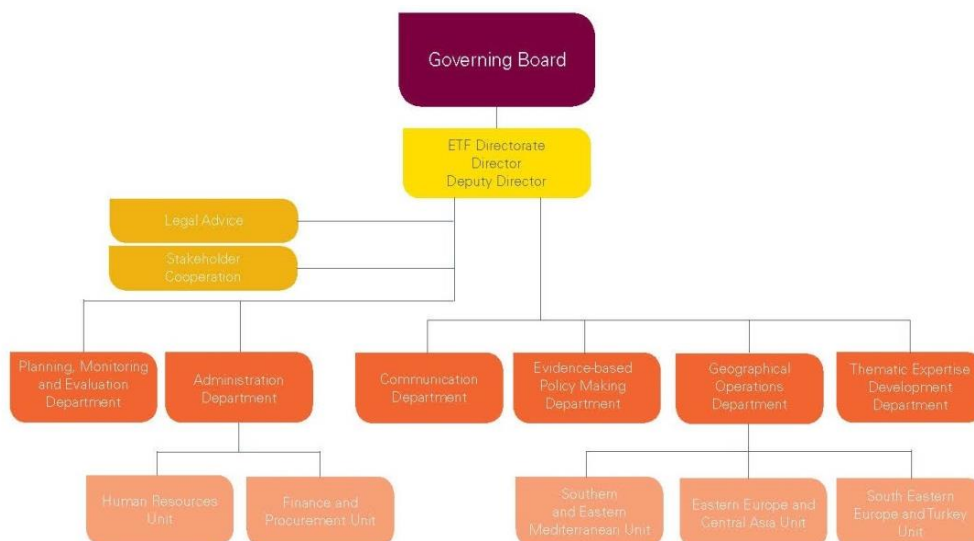 Governing Board
ETF Directorate
Director
Deputy Director
Legal Advice
Stakeholder
Cooperation
Planning, Monitoring
and Evaluation
Department
Administration
Department
Communication
Department
Evidence-based
Policy Making
Department
Geographical
Operations
Department
Thematic Expertise
Development
Department
Human Resources
Unit
Finance and
Procurement Unit
Southern
and Eastern
Mediterranean Unit
Eastern Europe and
Central Asia Unit
South Eastern
Europe and Turkey
Unit